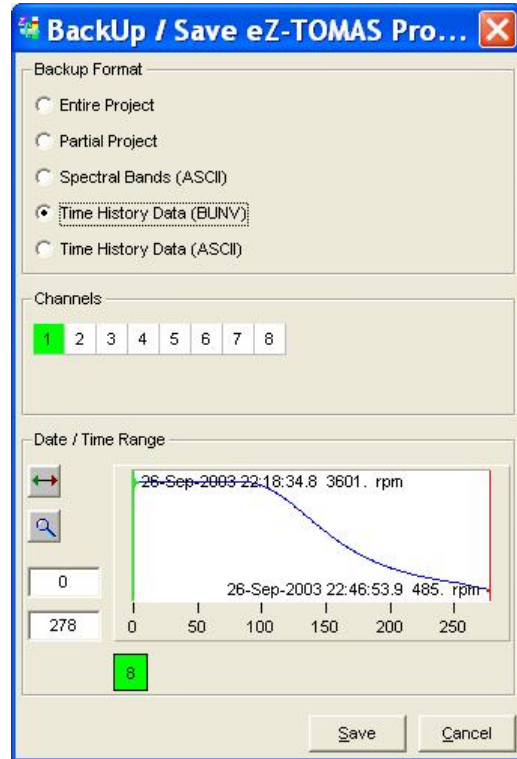 BackUp / Save eZ-TOMAS Pro...
Backup Format
Entire Project
Partial Project
Spectral Bands (ASCII)
Time History Data (BUNV)
Time History Data (ASCII)
Channels
1 2 3 4 5 6 7 8
Date / Time Range
26-Sep-2003 22:18:34.8 3601. rpm
0
26-Sep-2003 22:46:53.9 485. rpm
278
0 50 100 150 200 250
8
Save Cancel